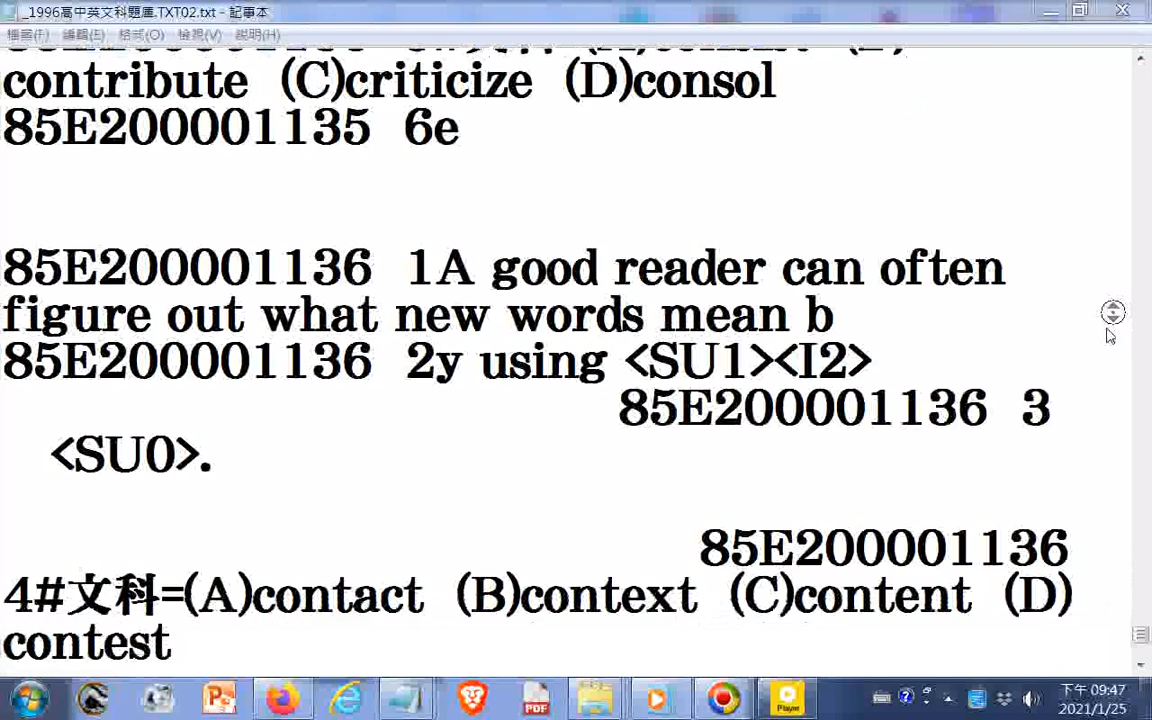 _1996高中英文科題庫.TXT02.txt - 記事本
檔案(F) 編輯(E) 格式(O) 檢視(V) 說明(H)
contribute (C)criticize (D)consol
85E200001135 6e
85E200001136 1A good reader can often
figure out what new words mean b
85E200001136 2y using <SU1><I2>
85E200001136 3
<SU0>.
85E200001136
4#文科=(A)contact (B)context (C)content (D)
contest
PDF
Player
下午 09:47
2021/1/25